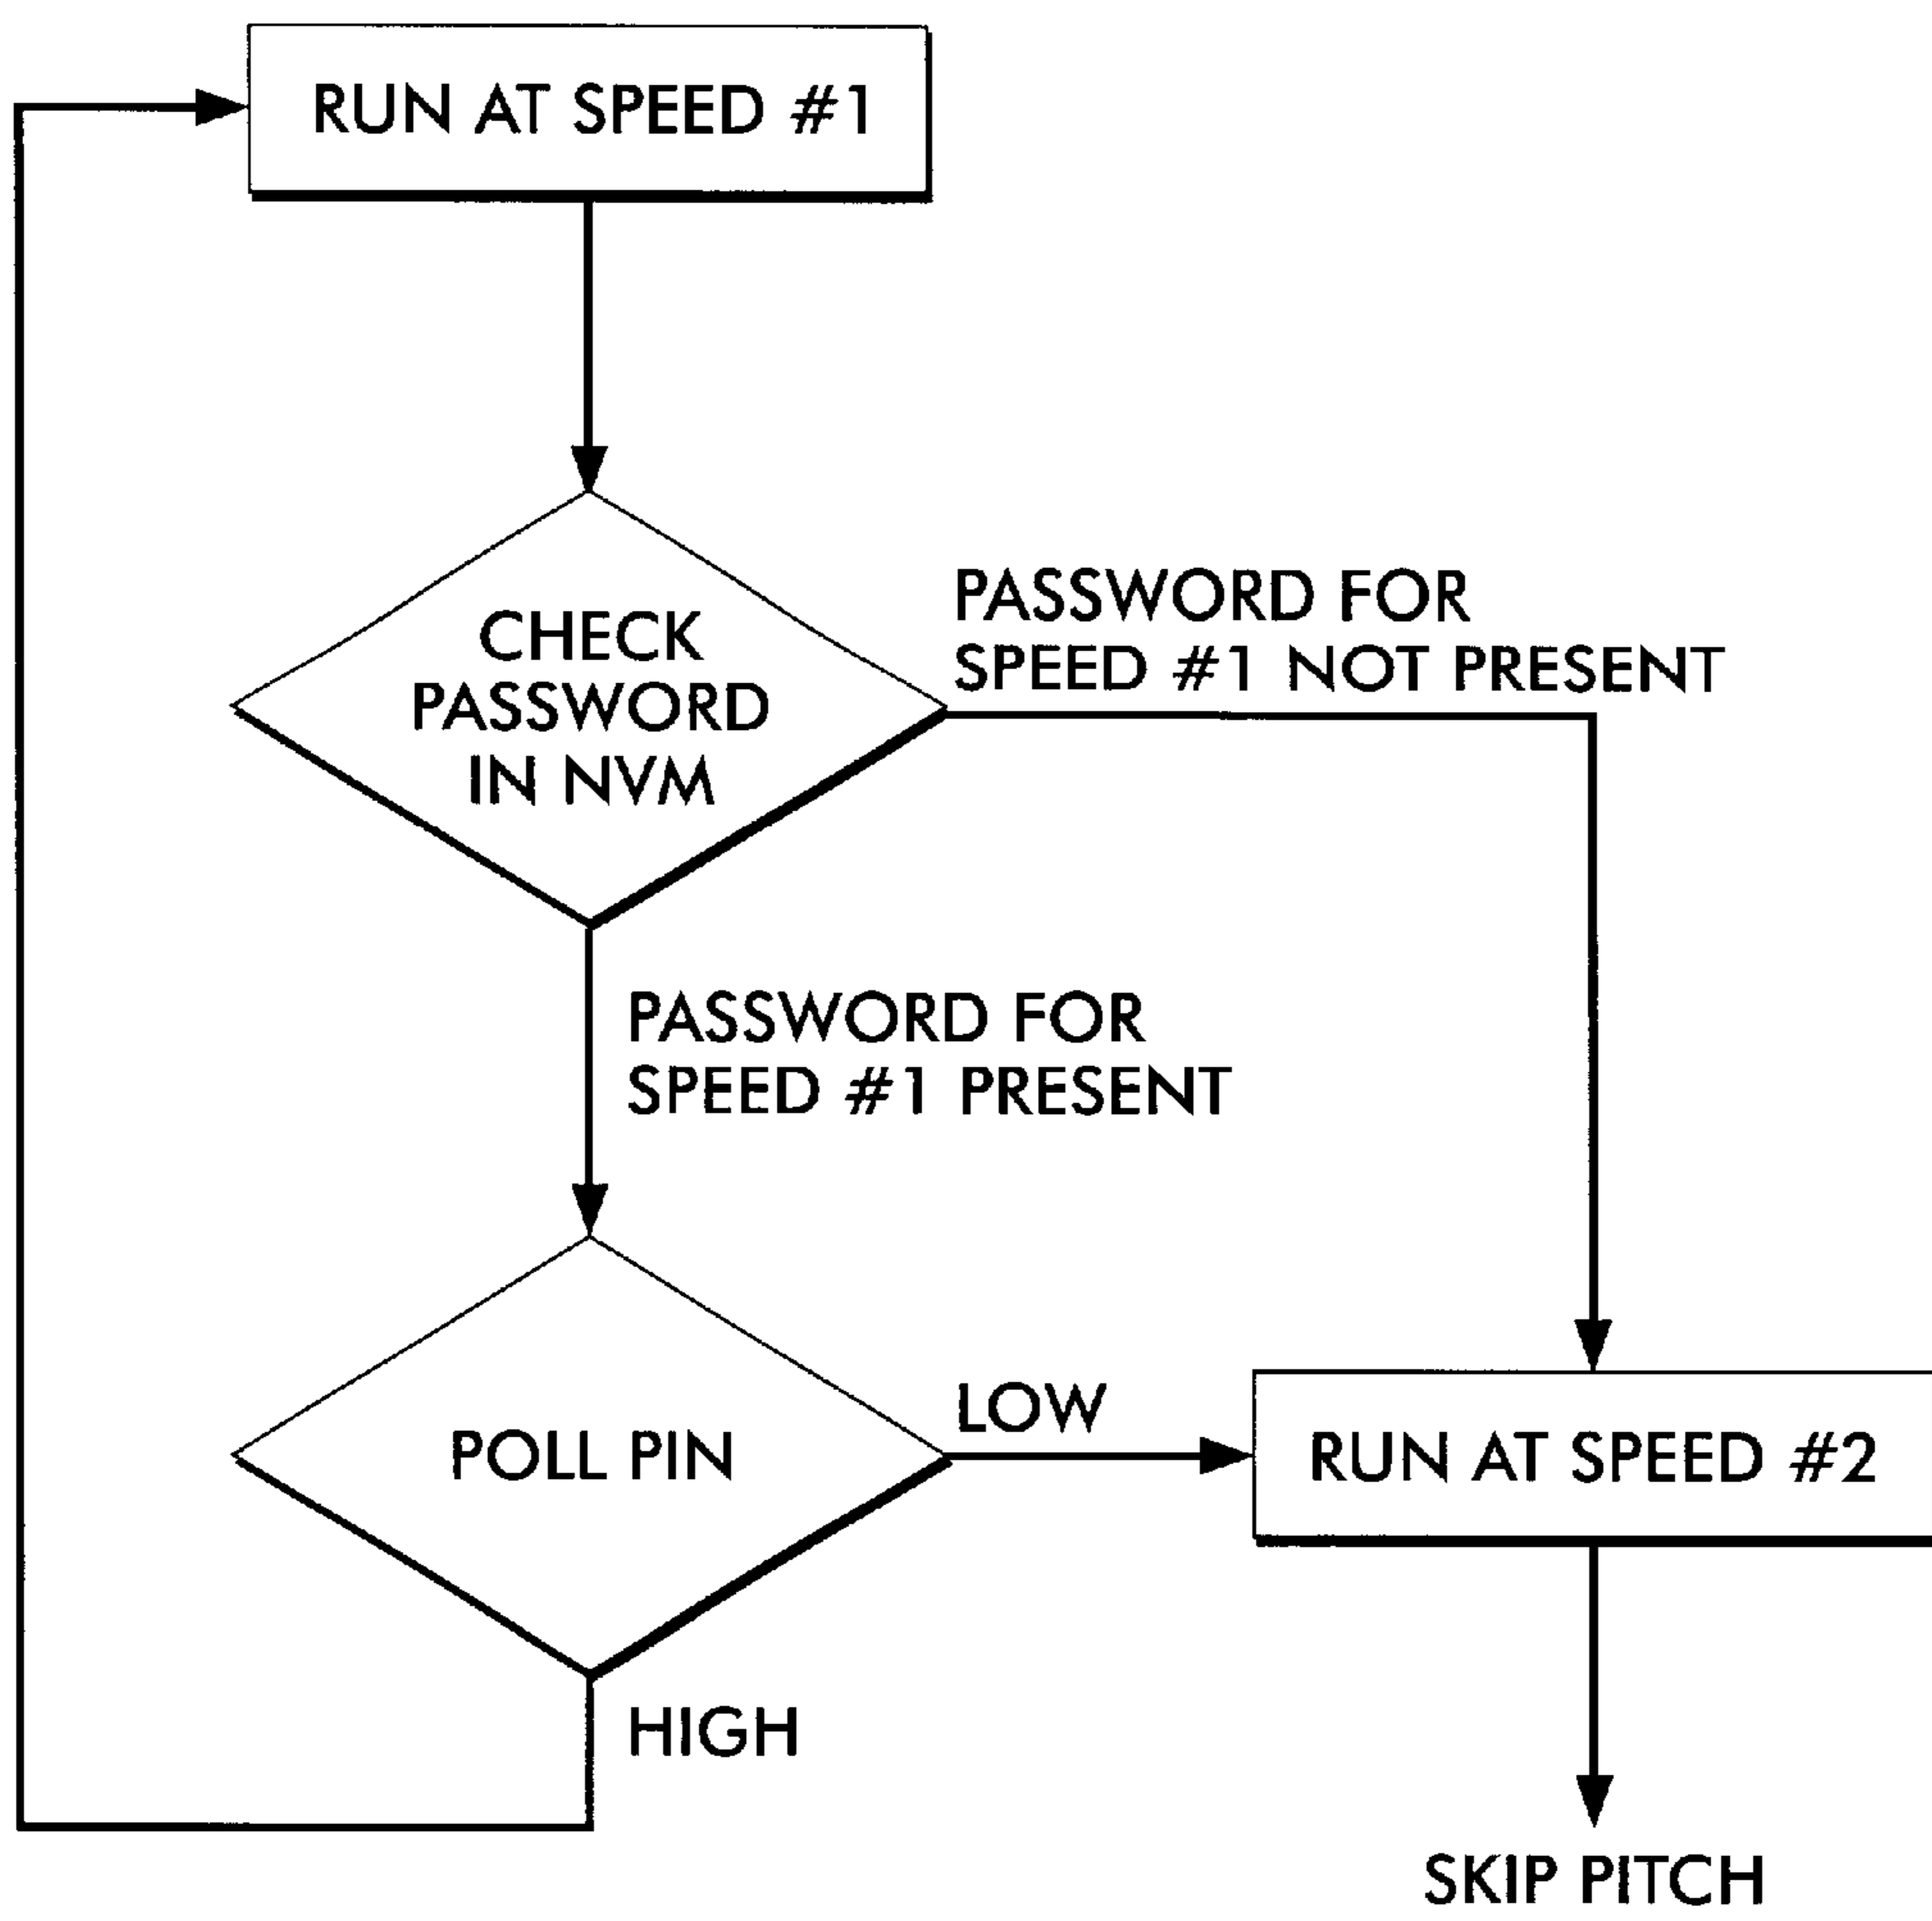 RUN AT SPEED #1
CHECK
PASSWORD
IN NVM
PASSWORD FOR
SPEED #1 NOT PRESENT
PASSWORD FOR
SPEED #1 PRESENT
POLL PIN
LOW
RUN AT SPEED #2
HIGH
SKIP PITCH